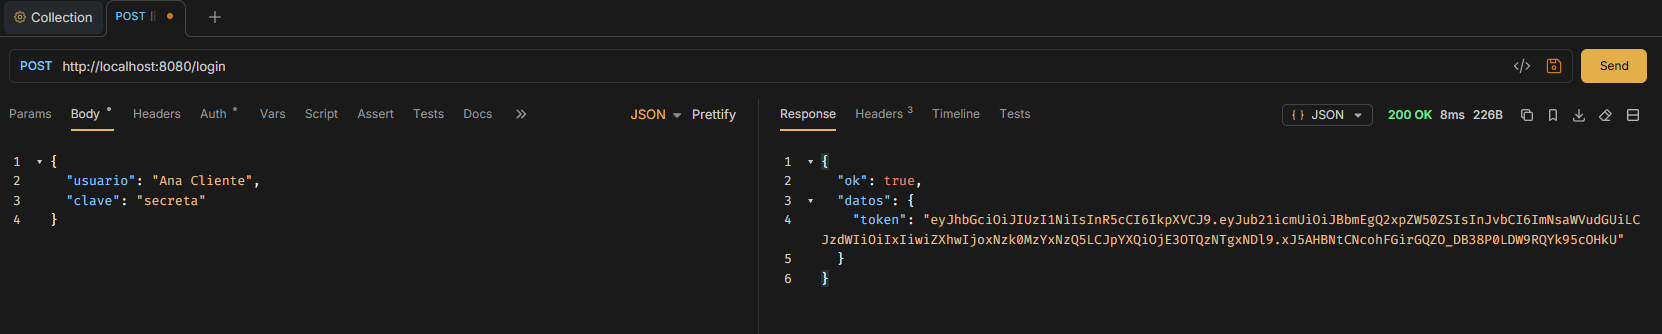 Collection
POST li
http://localhost:8080/login
POST
</>
Send
Params Body Headers Auth Vars Script Assert Tests Docs JSON Prettify
1 {
2 "usuario": "Ana Cliente",
3 "clave": "secreta"
4 }
Response Headers 3 Timeline Tests { } JSON 200 OK 8ms 226B
1 {
2 "ok": true,
3 "datos": {
4 "token": "eyJhbGciOiJIUzI1NiIsInR5cCI6IkpXVCJ9.eyJub21icmUiOiJBbmEgQ2xpZW50ZSIsInJvbCI6ImNsaWVudGUiLC
JzdWIiOiIxIiwiZXhwIjoxNzk0MzYxNzQ5LCJpYXQiOjE3OTQzNTgxNDl9.xJ5AHBNtCNcohFGirGQZO_DB38P0LDW9RQYk95cOHkU"
5 }
6 }